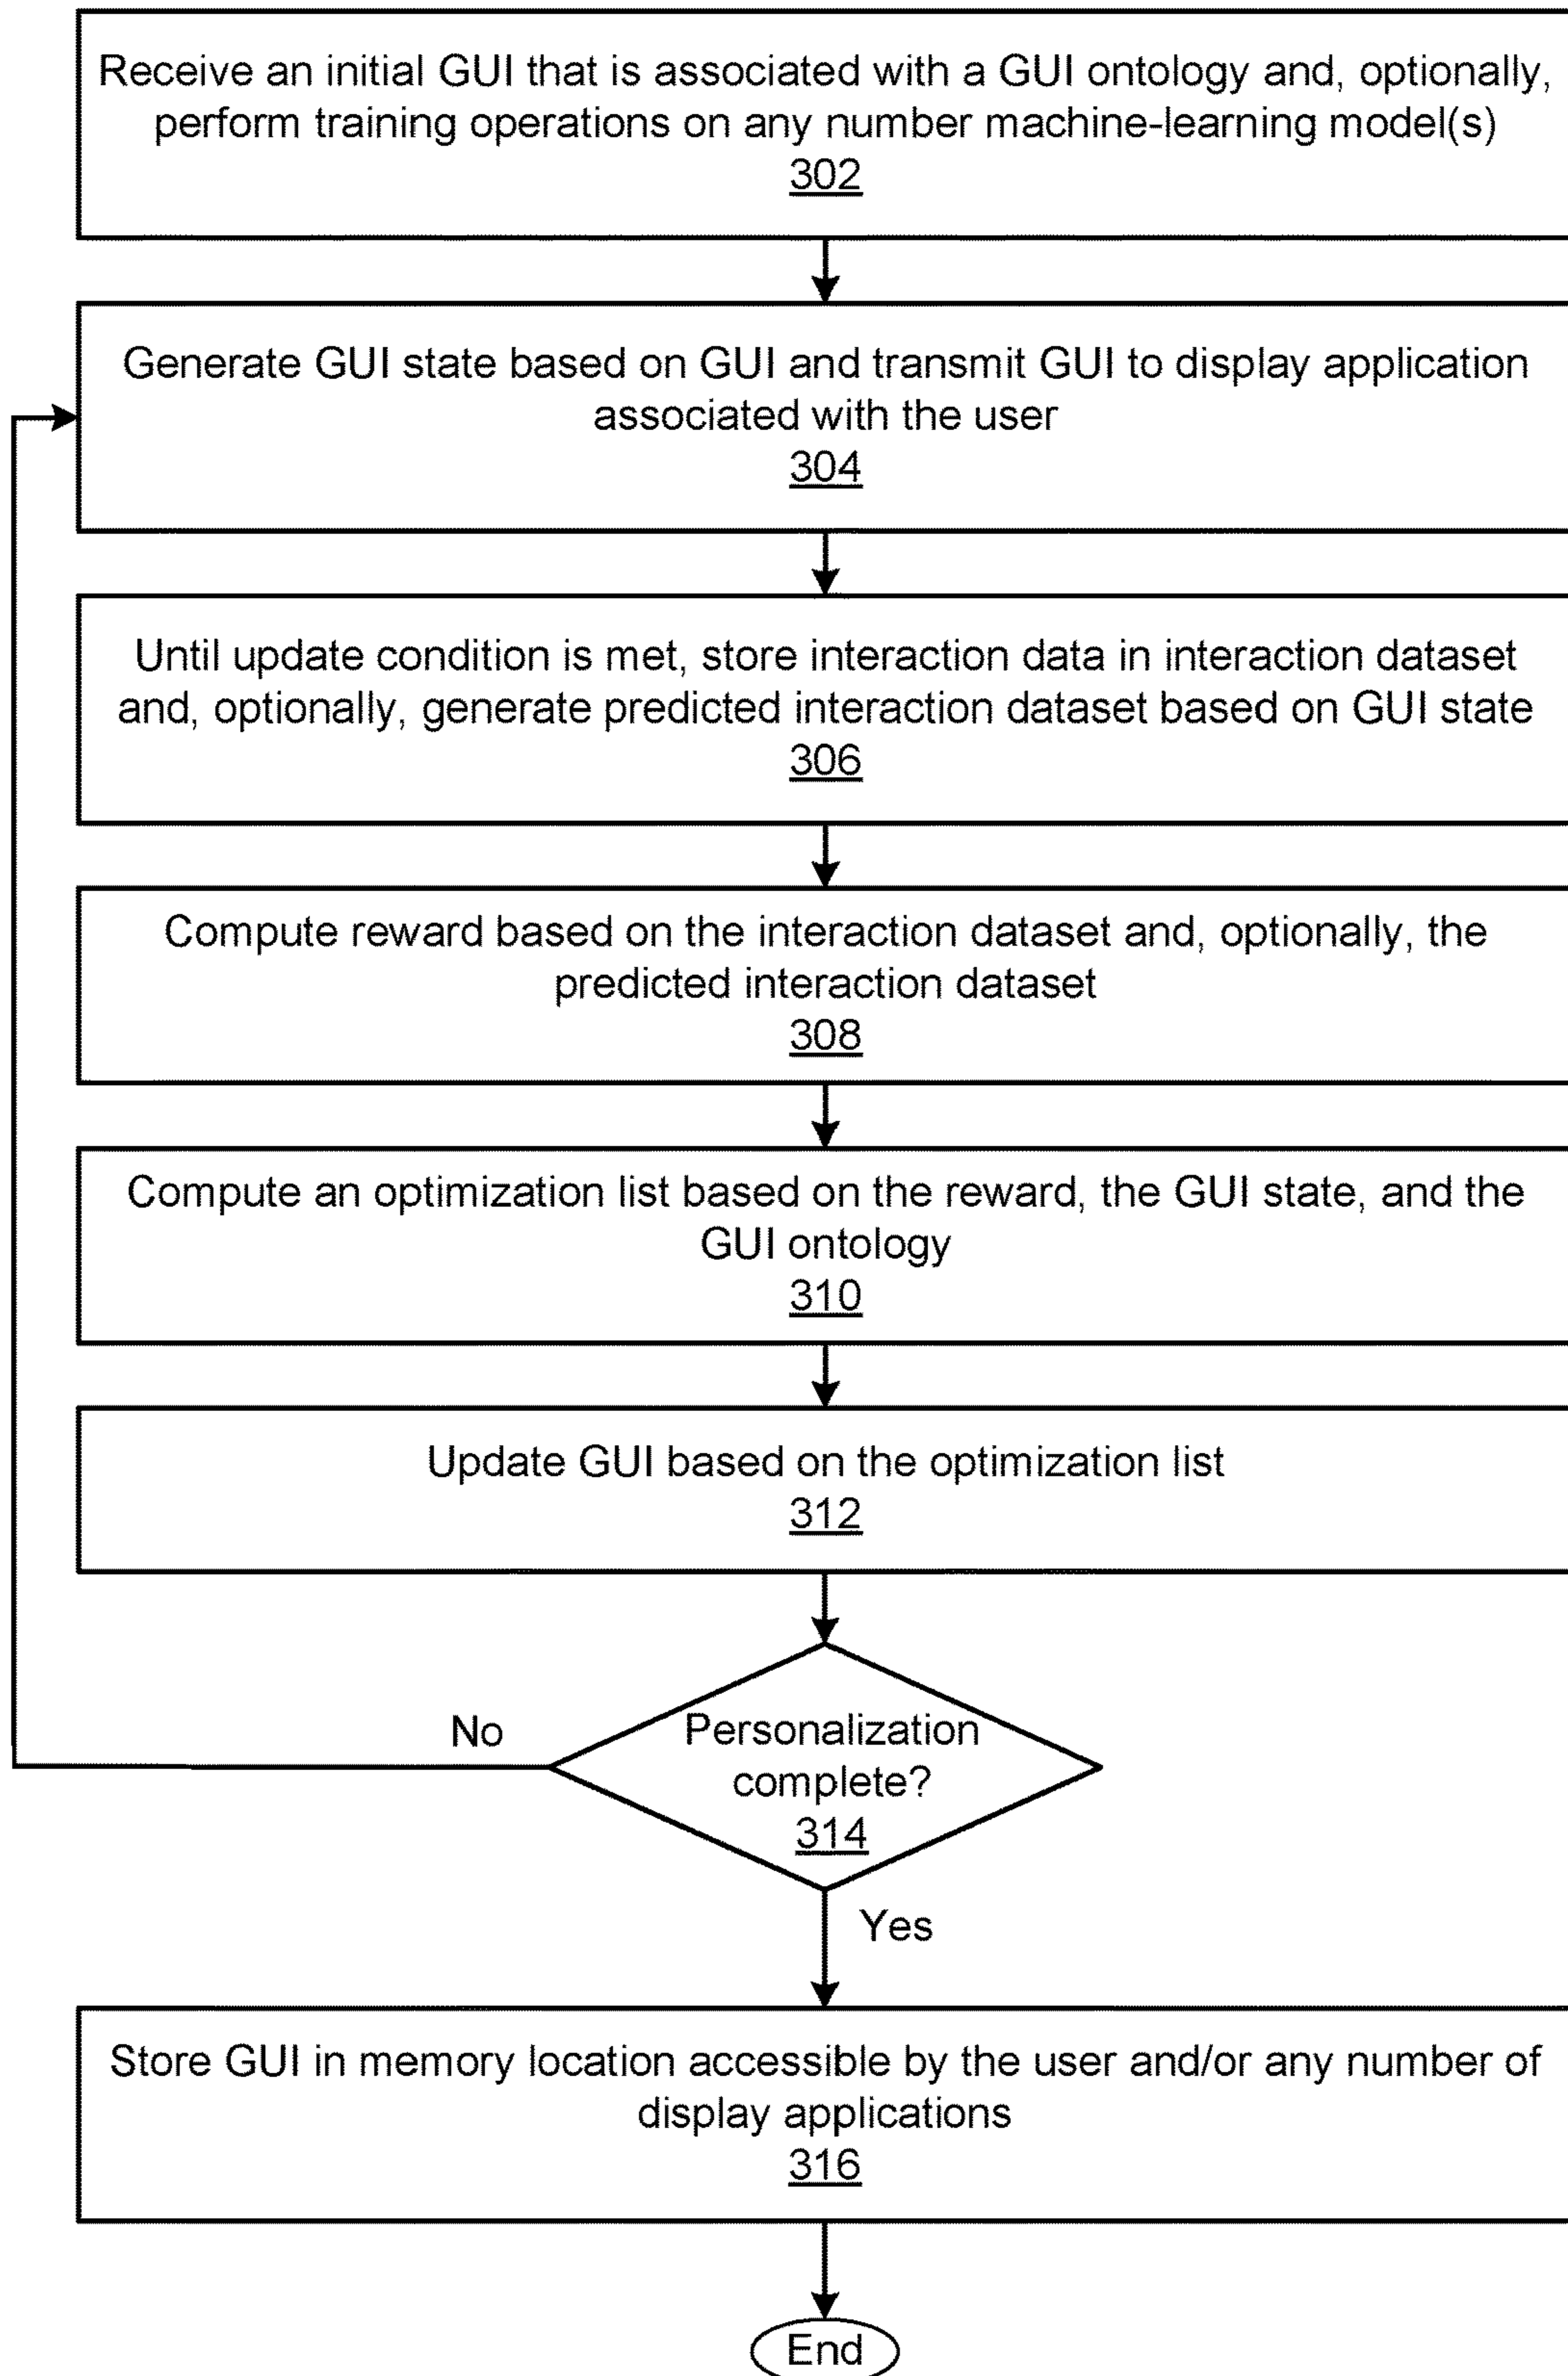 Receive an initial GUI that is associated with a GUI ontology and, optionally,
perform training operations on any number machine-learning model(s)
302
Generate GUI state based on GUI and transmit GUI to display application
associated with the user
304
Until update condition is met, store interaction data in interaction dataset
and, optionally, generate predicted interaction dataset based on GUI state
306
Compute reward based on the interaction dataset and, optionally, the
predicted interaction dataset
308
Compute an optimization list based on the reward, the GUI state, and the
GUI ontology
310
Update GUI based on the optimization list
312
No
Personalization
complete?
314
Yes
Store GUI in memory location accessible by the user and/or any number of
display applications
316
End